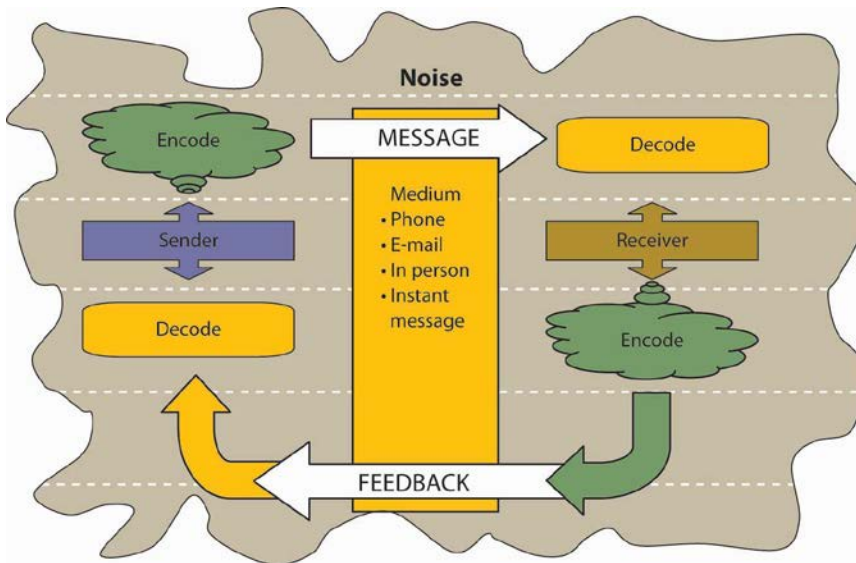 Noise
Encode
MESSAGE
Decode
Medium
• Phone
• E-mail
• In person
• Instant
message
Sender
Receiver
Decode
Encode
FEEDBACK